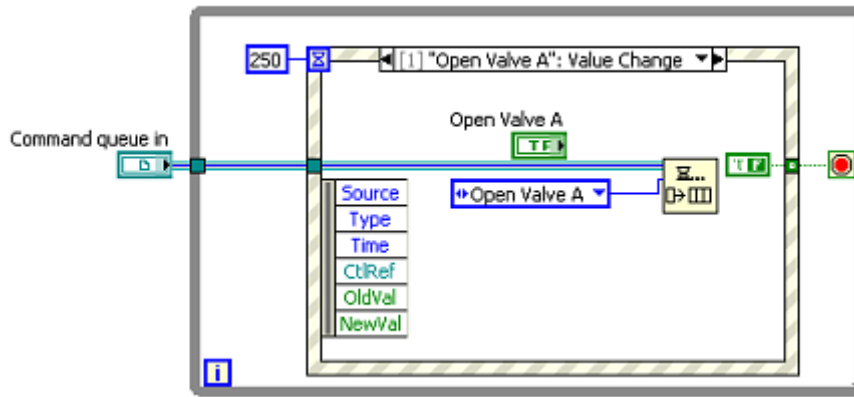 250
[1] "Open Valve A": Value Change
Open Valve A
TF
Command queue in
Source
Type
Time
CtlRef
OldVal
NewVal
Open Valve A
TF
i